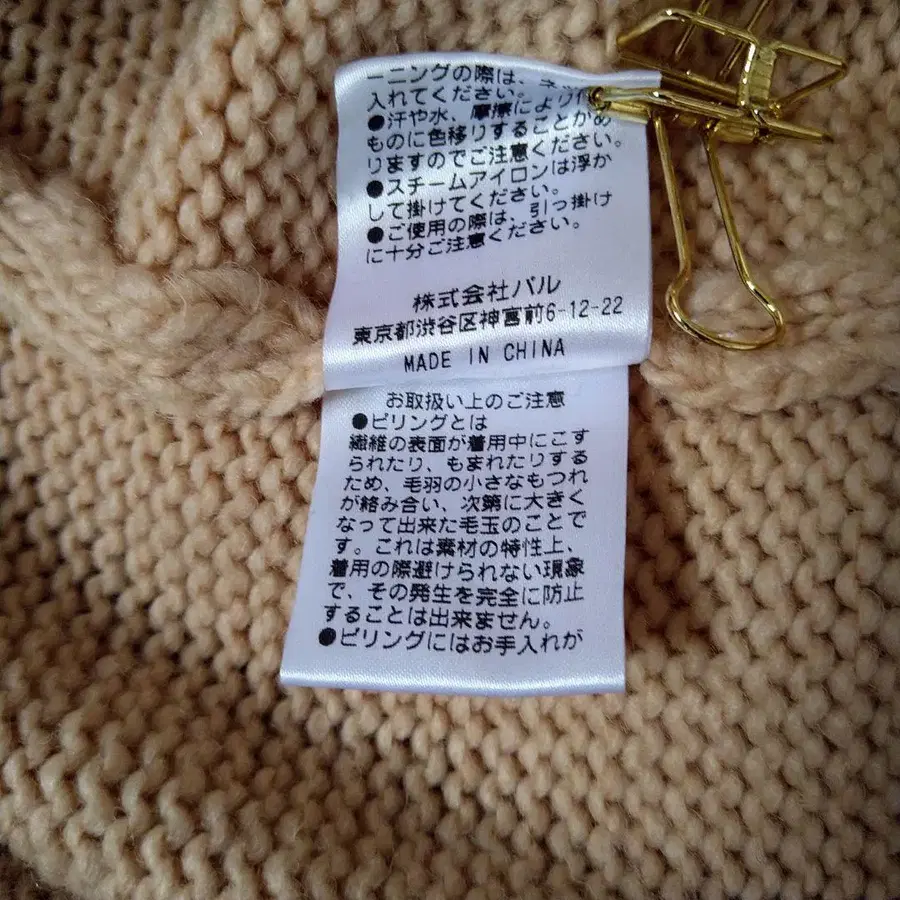 ーニングの際は、ネッ
入れてください。
●汗や水、摩擦により
ものに色移りすることがあ
りますのでご注意ください。
●スチームアイロンは浮か
して掛けてください。
●ご使用の際は、引っ掛け
に十分ご注意ください。
株式会社パル
東京都渋谷区神宮前6-12-22
MADE IN CHINA
お取扱い上のご注意
●ピリングとは
繊維の表面が着用中にこす
られたり、もまれたりする
ため、毛羽の小さなもつれ
が絡み合い、次第に大きく
なって出来た毛玉のことで
す。これは素材の特性上、
着用の際避けられない現象
で、その発生を完全に防止
することは出来ません。
●ピリングにはお手入れが